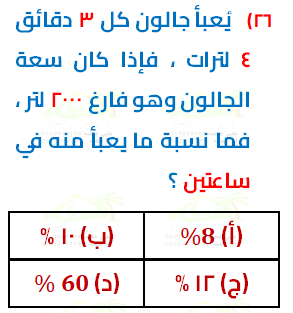 ٢٦) يُعبأ جالون كل ٣ دقائق
٤ لترات ، فإذا كان سعة
الجالون وهو فارغ ٢٠٠٠ لتر ،
فما نسبة ما يعبأ منه في
ساعتين ؟
(أ) 8% (ب) ١٠ %
(ج) ١٢ % (د) 60 %